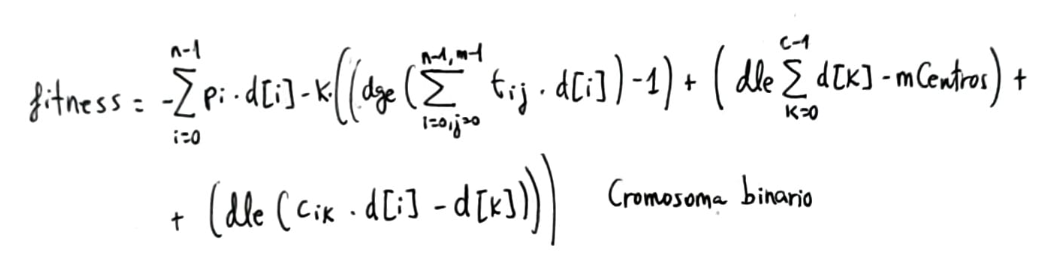 fitness = -∑_{i=0}^{n-1} pi · d[i] - K·((dge (∑_{i=0,j=0}^{n-1,m-1} tij · d[i]) - 1) + (dle ∑_{K=0}^{c-1} d[K] - mCentros) +
+ (dle (ciK · d[i] - d[K]))) Cromosoma binario